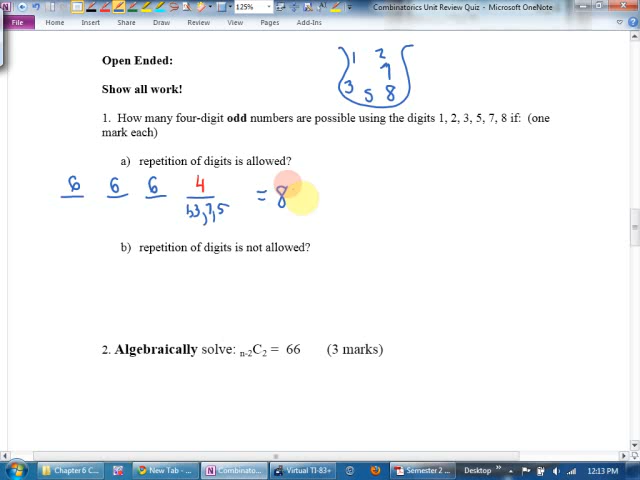 Combinatorics Unit Review Quiz - Microsoft OneNote
125%
File Home Insert Share Draw Review View Add-Ins
Open Ended:
1 2
7
3 5 8
Show all work!
1. How many four-digit odd numbers are possible using the digits 1, 2, 3, 5, 7, 8 if: (one
mark each)
a) repetition of digits is allowed?
6 6 6 4 = 8
1,3,7,5
b) repetition of digits is not allowed?
2. Algebraically solve: n-2C2 = 66 (3 marks)
Chapter 6 C... New Tab - ... Combinato... Virtual TI-83+ Semester 2 ... Desktop » 12:13 PM